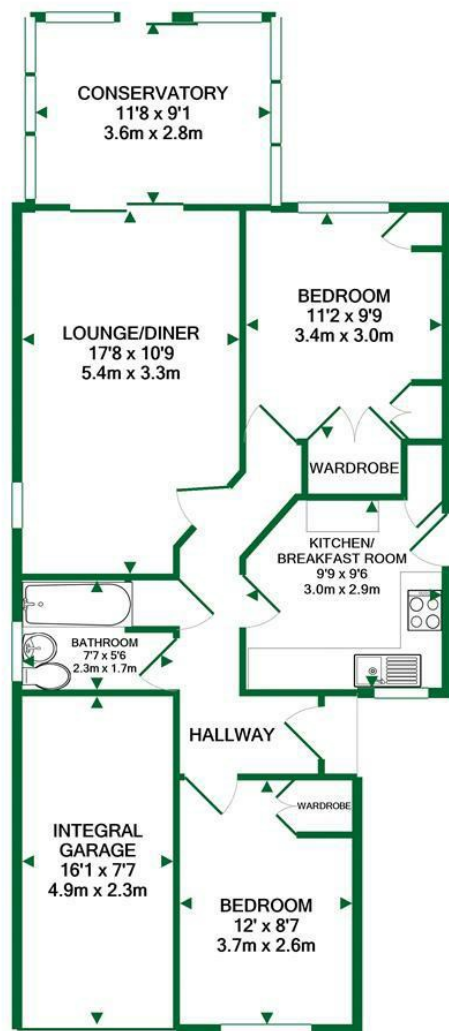 CONSERVATORY
11'8 x 9'1
3.6m x 2.8m
LOUNGE/DINER
17'8 x 10'9
5.4m x 3.3m
BEDROOM
11'2 x 9'9
3.4m x 3.0m
WARDROBE
KITCHEN/
BREAKFAST ROOM
9'9 x 9'6
3.0m x 2.9m
BATHROOM
7'7 x 5'6
2.3m x 1.7m
HALLWAY
WARDROBE
INTEGRAL
GARAGE
16'1 x 7'7
4.9m x 2.3m
BEDROOM
12' x 8'7
3.7m x 2.6m